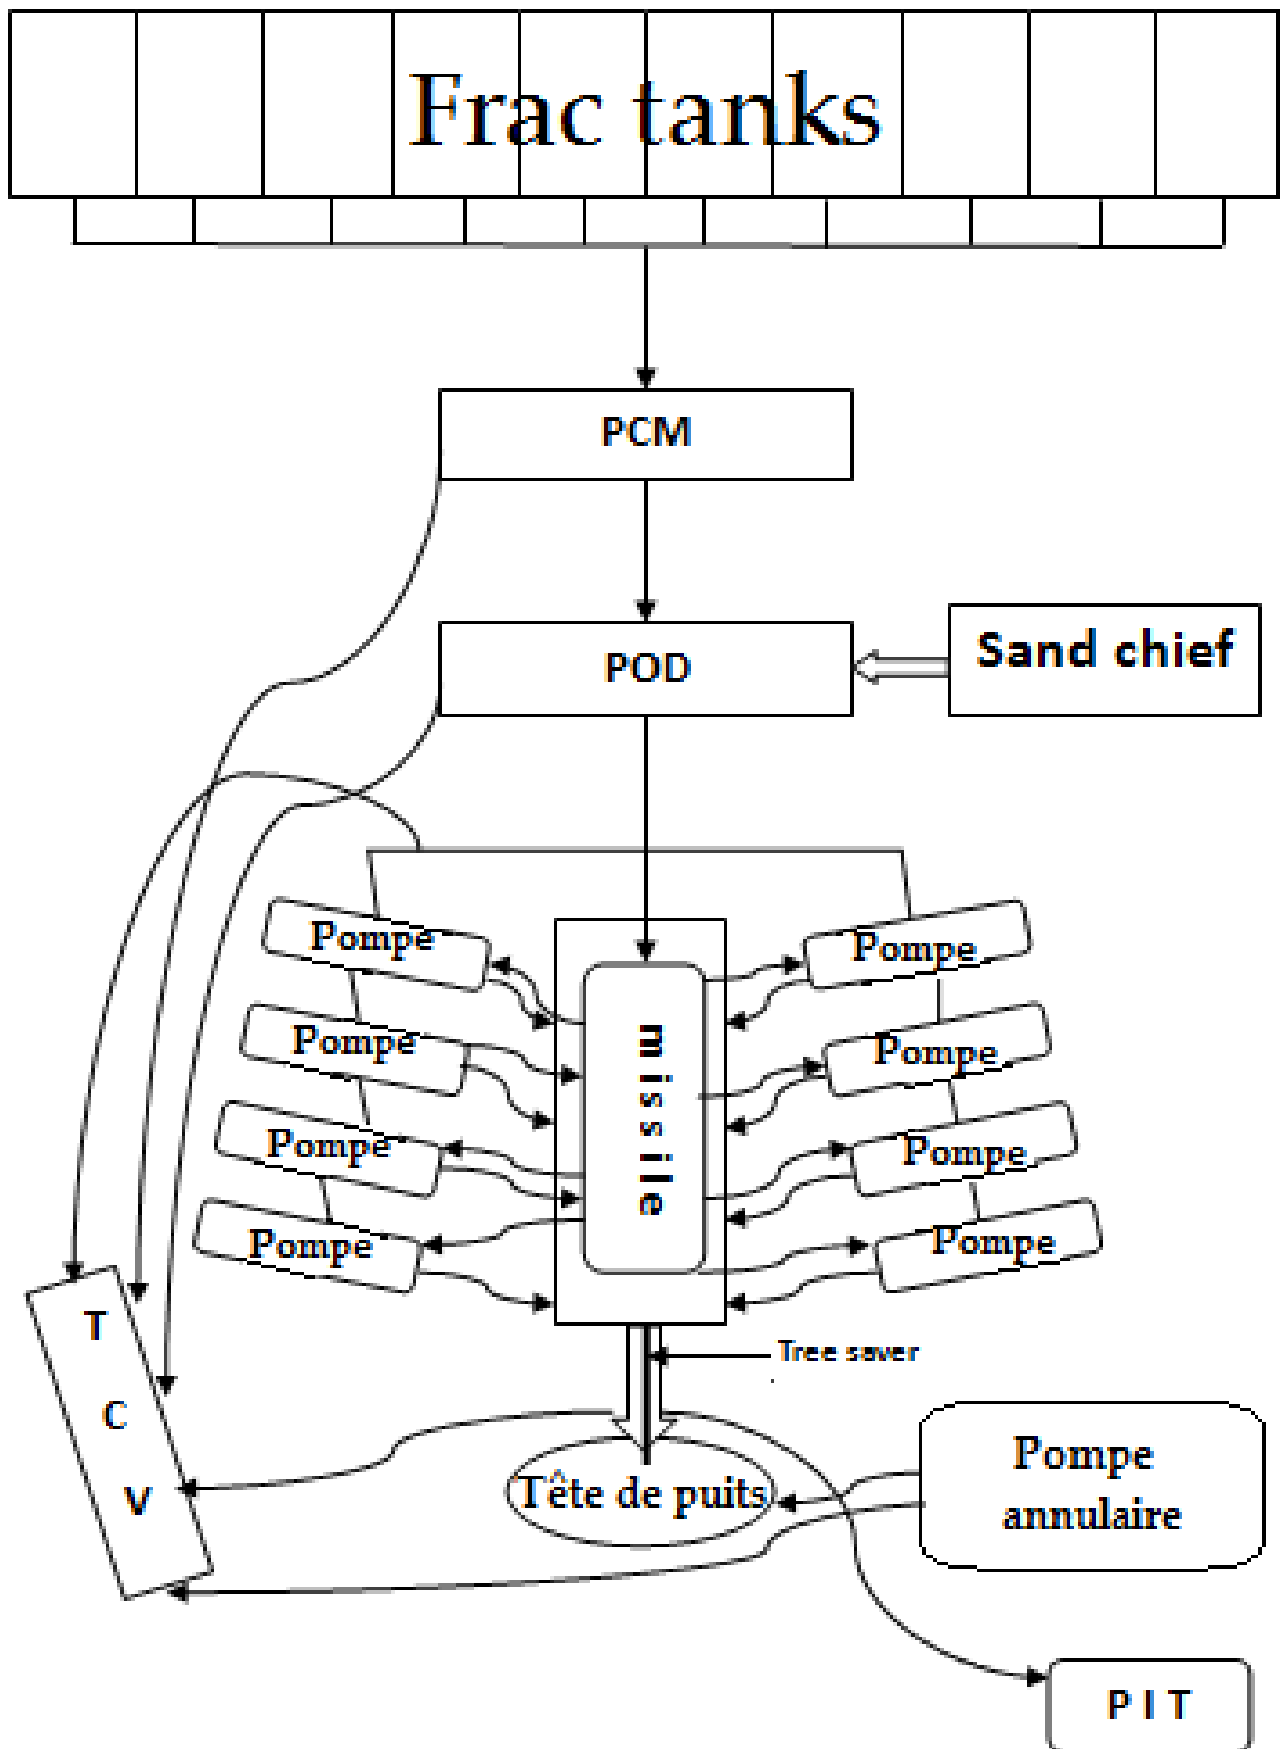 Frac tanks
PCM
Sand chief
POD
Pompe
Pompe
missile
Pompe
Pompe
Pompe
Pompe
Pompe
Pompe
T
C
V
Tree saver
Pompe
annulaire
Tête de puits
P I T